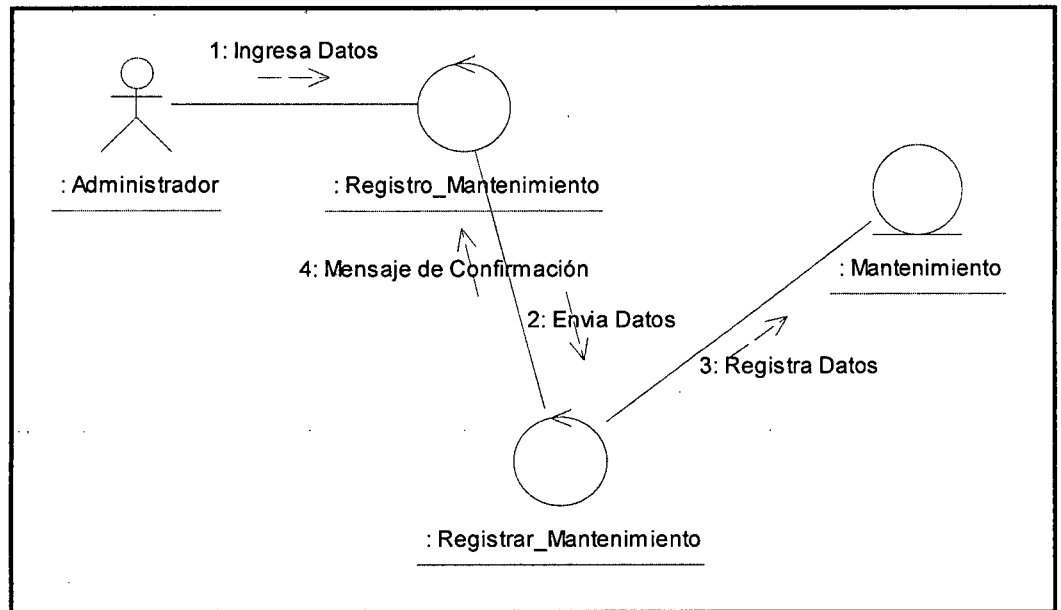 1: Ingresa Datos
: Administrador
: Registro_Mantenimiento
4: Mensaje de Confirmación
2: Envia Datos
: Mantenimiento
3: Registra Datos
: Registrar_Mantenimiento